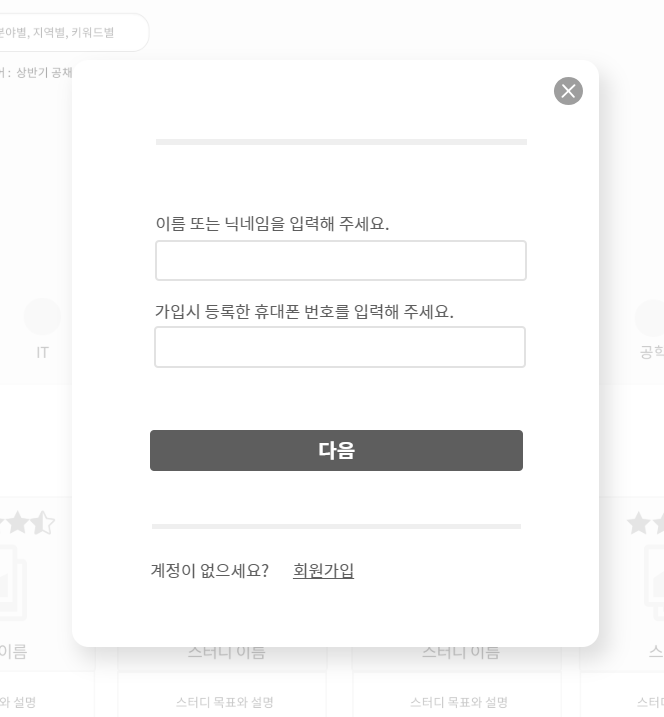 분야별, 지역별, 키워드별
어 : 상반기 공채
이름 또는 닉네임을 입력해 주세요.
가입시 등록한 휴대폰 번호를 입력해 주세요.
IT
공학
다음
계정이 없으세요? 회원가입
이름
스터디 이름
스터디 이름
스
와 설명
스터디 목표와 설명
스터디 목표와 설명
스터디